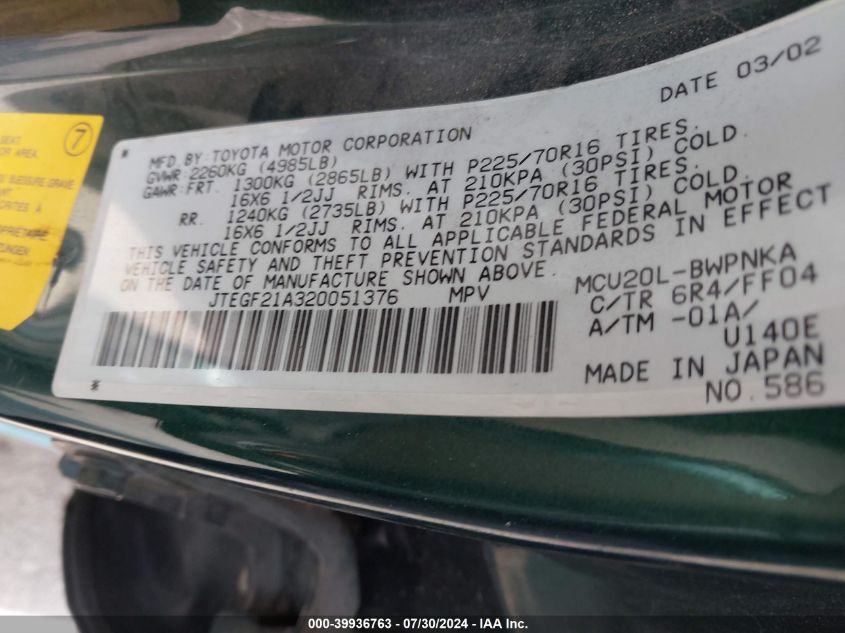 DATE 03/02
MFD.BY:TOYOTA MOTOR CORPORATION
GVWR: 2260KG (4985LB)
GAWR:FRT. 1300KG (2865LB) WITH P225/70R16 TIRES.
16X6 1/2JJ RIMS. AT 210KPA (30PSI) COLD.
RR. 1240KG (2735LB) WITH P225/70R16 TIRES.
16X6 1/2JJ RIMS. AT 210KPA (30PSI) COLD.
THIS VEHICLE CONFORMS TO ALL APPLICABLE FEDERAL MOTOR
VEHICLE SAFETY AND THEFT PREVENTION STANDARDS IN EFFECT
ON THE DATE OF MANUFACTURE SHOWN ABOVE.
JTEGF21A320051376 MPV
MCU20L-BWPNKA
C/TR 6R4/FF04
A/TM -01A/
U140E
MADE IN JAPAN
NO.586
7
AREA.
GRAVE
000-39936763 / 07/30/2024 - IAA Inc.